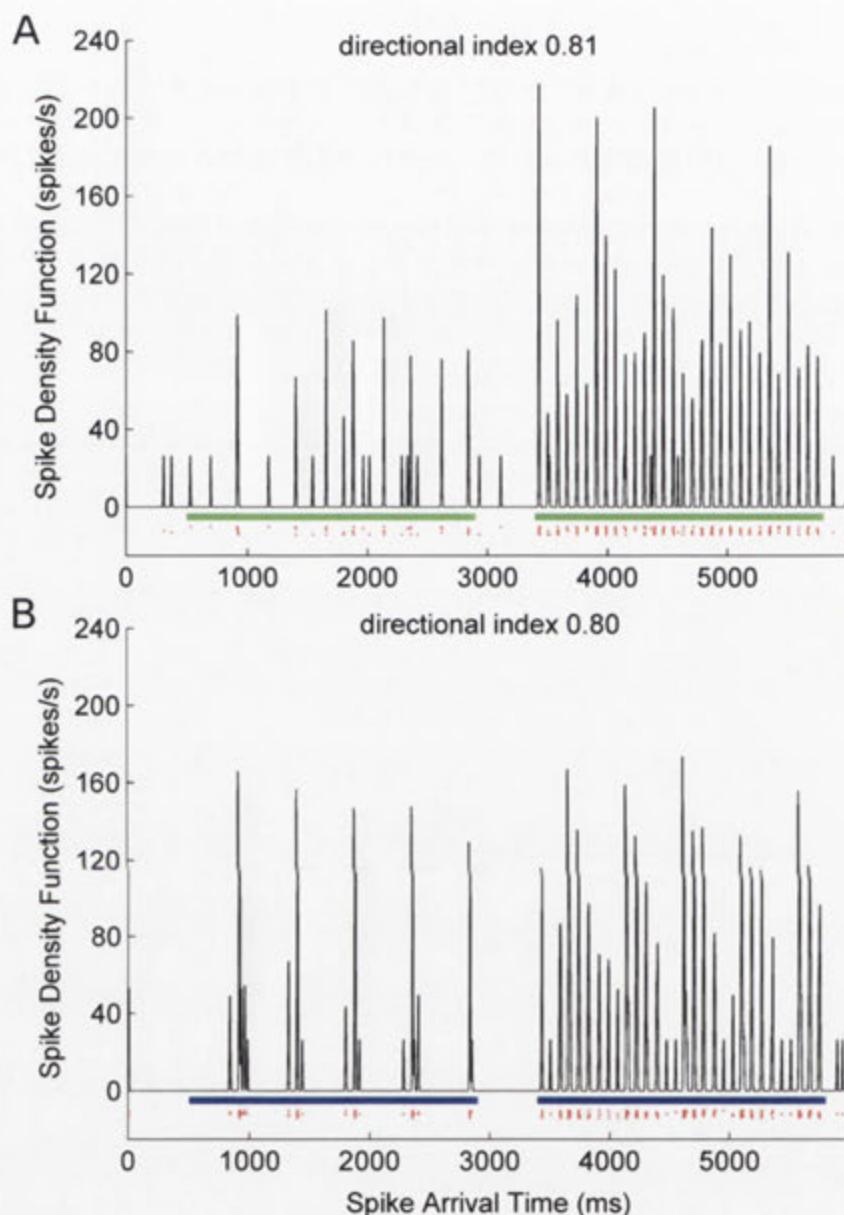 A
directional index 0.81
Spike Density Function (spikes/s)
240
200
160
120
80
40
0
0 1000 2000 3000 4000 5000
B
directional index 0.80
Spike Density Function (spikes/s)
240
200
160
120
80
40
0
0 1000 2000 3000 4000 5000
Spike Arrival Time (ms)